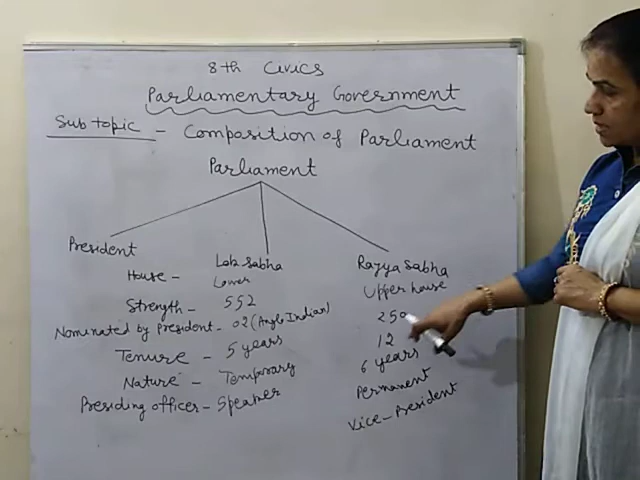 8th Civics
Parliamentary Government
Sub topic - Composition of Parliament
Parliament
President
Lok Sabha
Rajya Sabha
House - Lower Upper house
Strength - 552 250
Nominated by president - 02 (Anglo Indian) 12
Tenure - 5 years 6 years
Nature - Temporary Permanent
Presiding officer - Speaker Vice-President